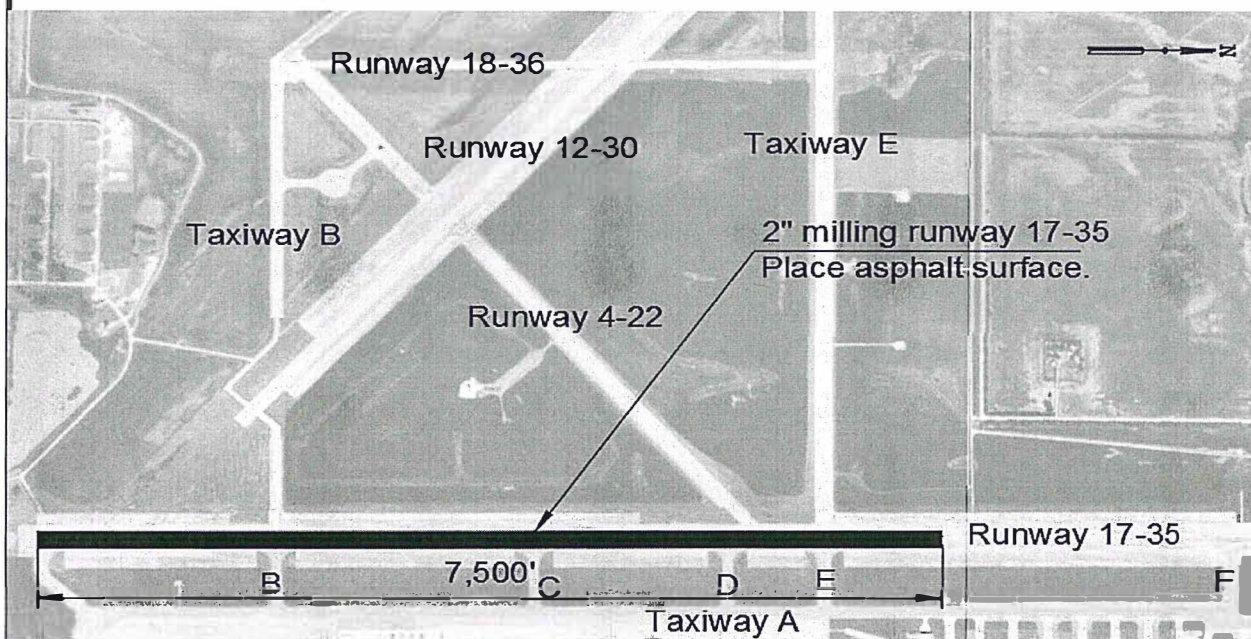 N
Runway 18-36
Runway 12-30
Taxiway E
Taxiway B
2" milling runway 17-35
Place asphalt surface.
Runway 4-22
Runway 17-35
7,500'
B
C
D
E
F
Taxiway A